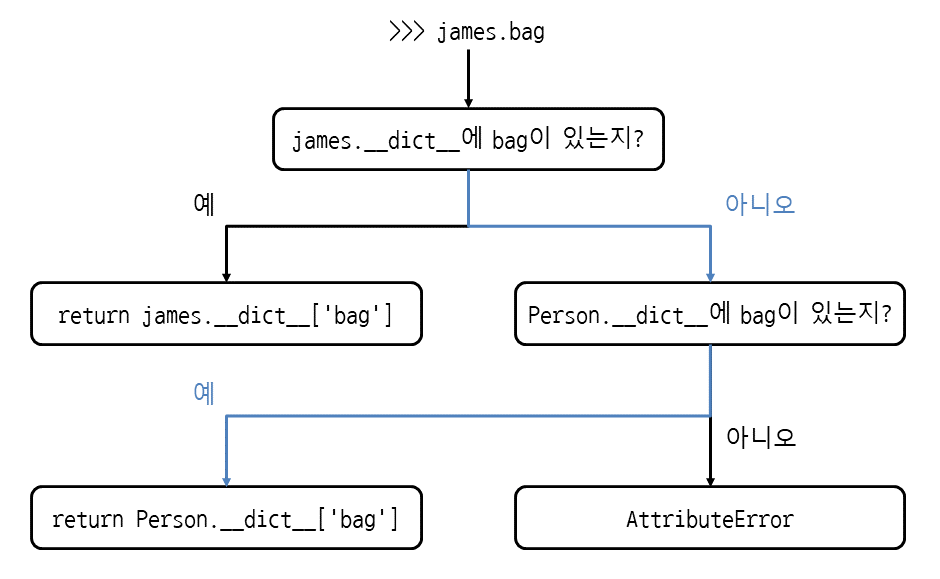 >>> james.bag
james.__dict__에 bag이 있는지?
예
아니오
return james.__dict__['bag']
Person.__dict__에 bag이 있는지?
예
아니오
return Person.__dict__['bag']
AttributeError